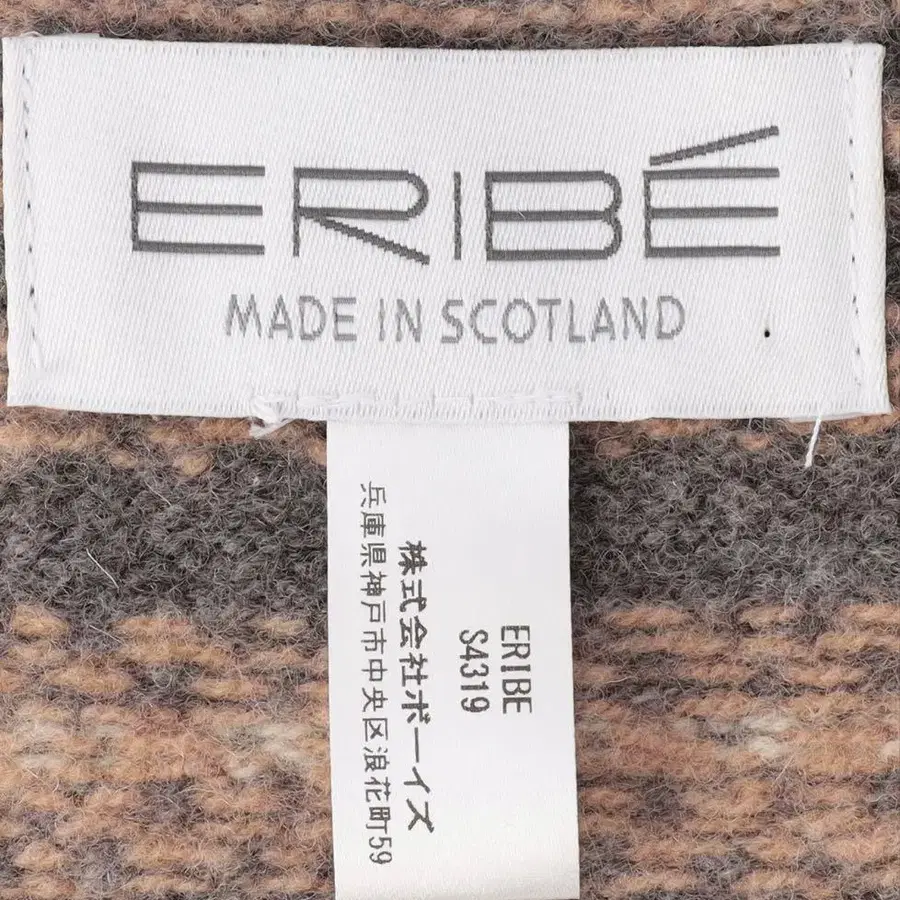 ERIBÉ
MADE IN SCOTLAND
ERIBE
S4319
株式会社ボーイズ
兵庫県神戸市中央区浪花町59